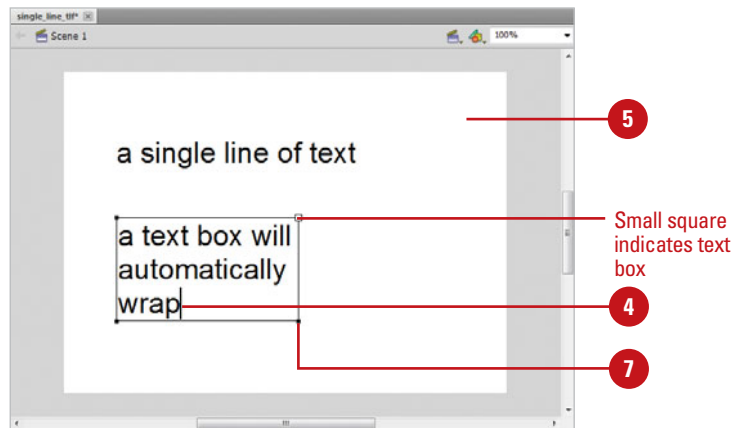 single_line_tlf*
Scene 1
100%
5
a single line of text
Small square
indicates text
box
a text box will
automatically
wrap
4
7